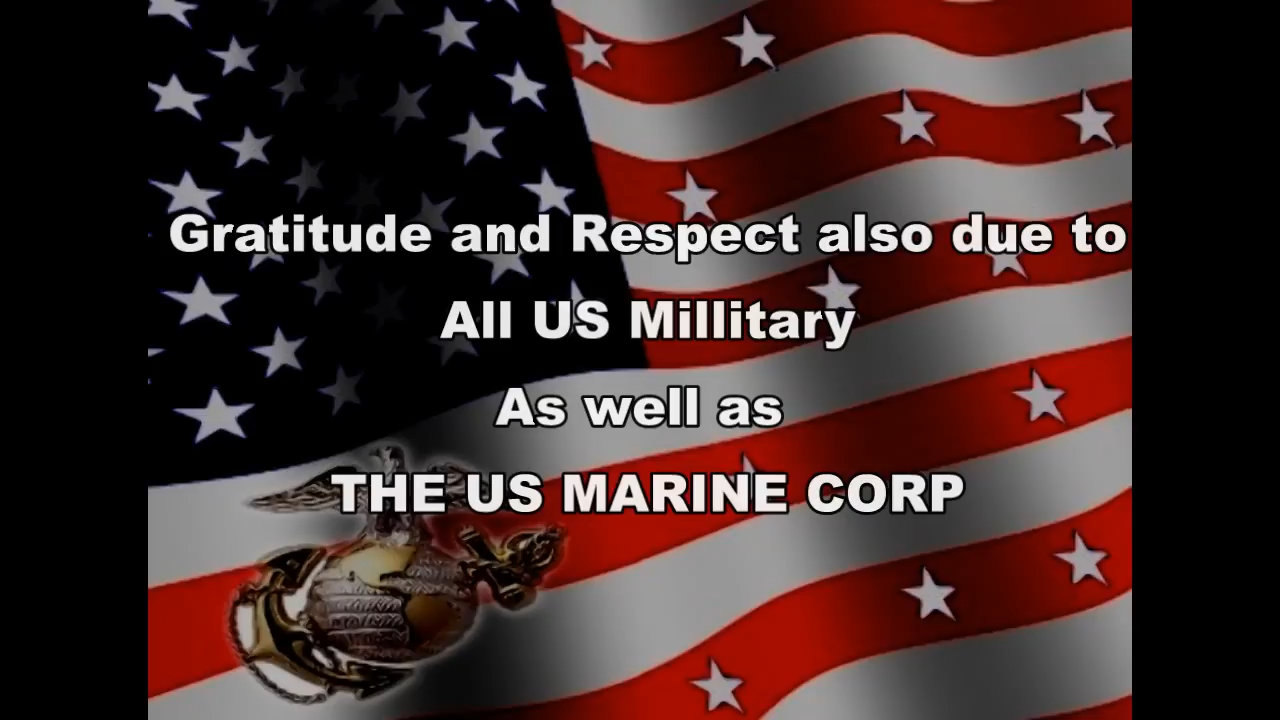 Gratitude and Respect also due to
All US Millitary
As well as
THE US MARINE CORP